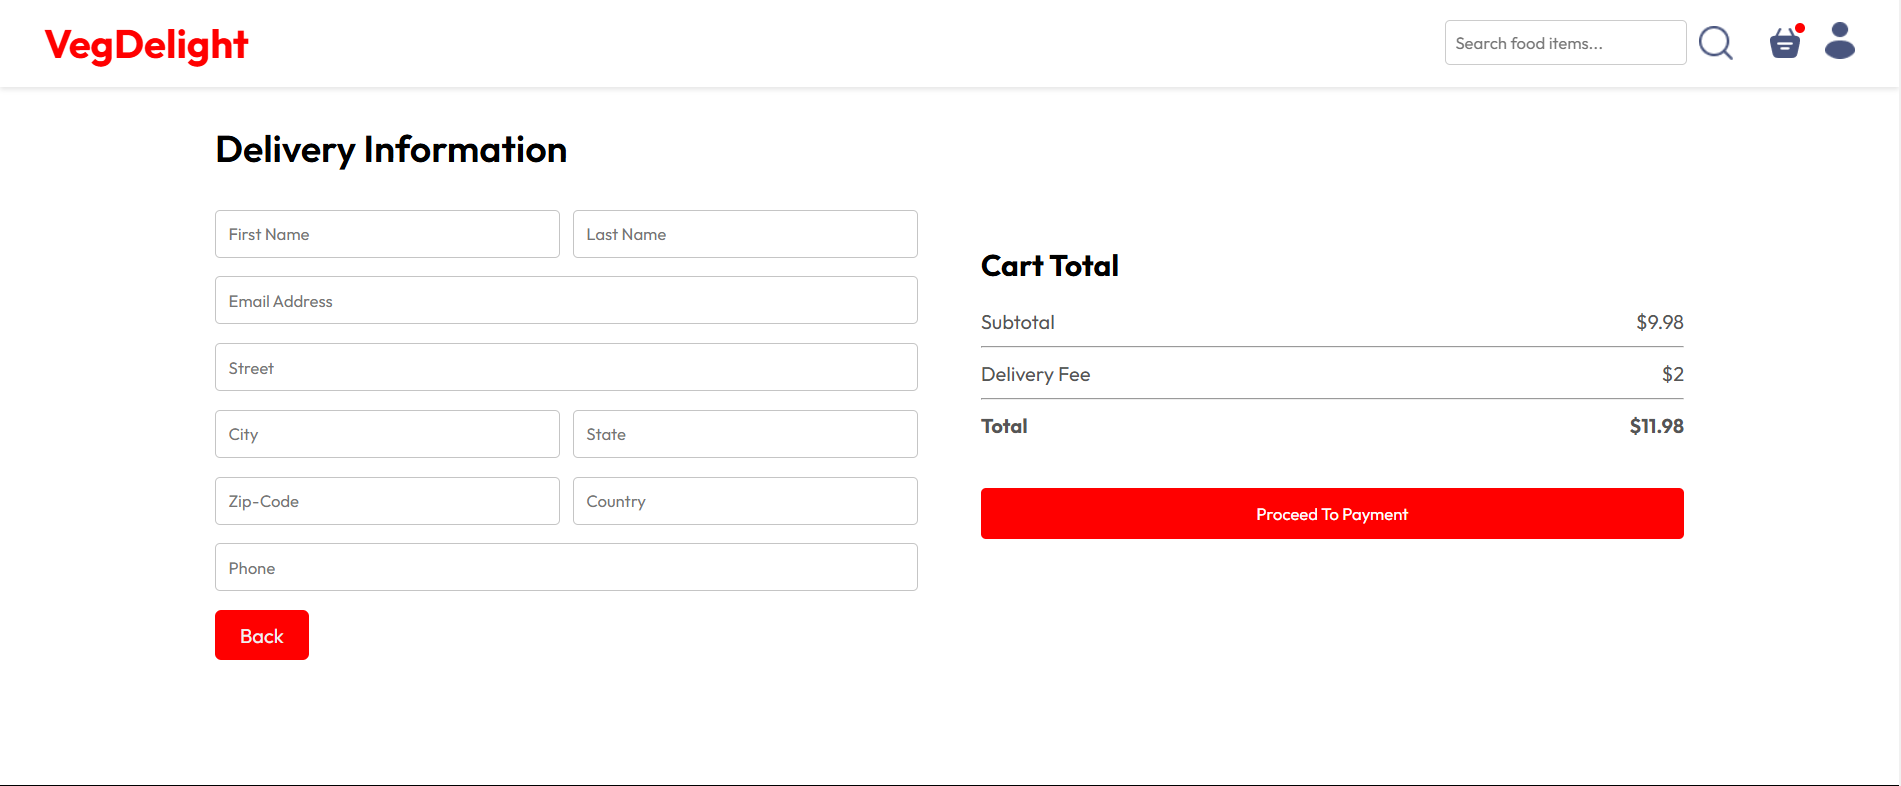 VegDelight
Search food items...
Delivery Information
First Name
Last Name
Email Address
Street
City
State
Zip-Code
Country
Phone
Back
Cart Total
Subtotal $9.98
Delivery Fee $2
Total $11.98
Proceed To Payment